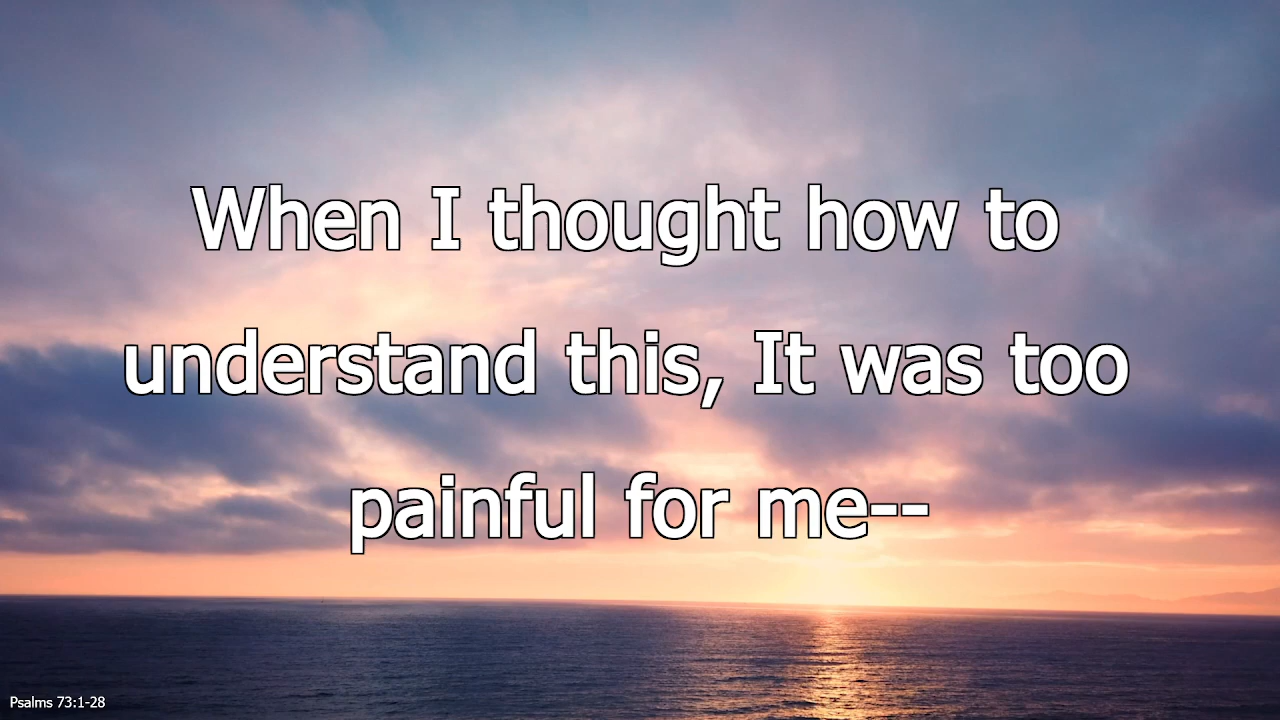 When I thought how to
understand this, It was too
painful for me--
Psalms 73:1-28